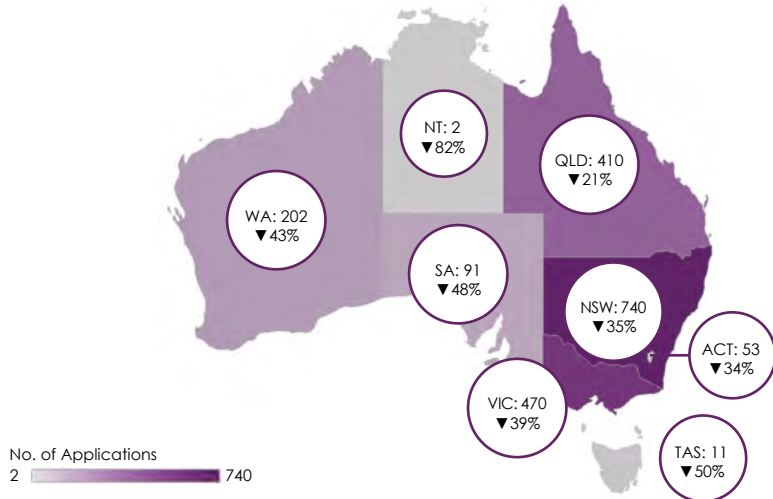 NT: 2
▼82%
QLD: 410
▼21%
WA: 202
▼43%
SA: 91
▼48%
NSW: 740
▼35%
ACT: 53
▼34%
VIC: 470
▼39%
TAS: 11
▼50%
No. of Applications
2 740